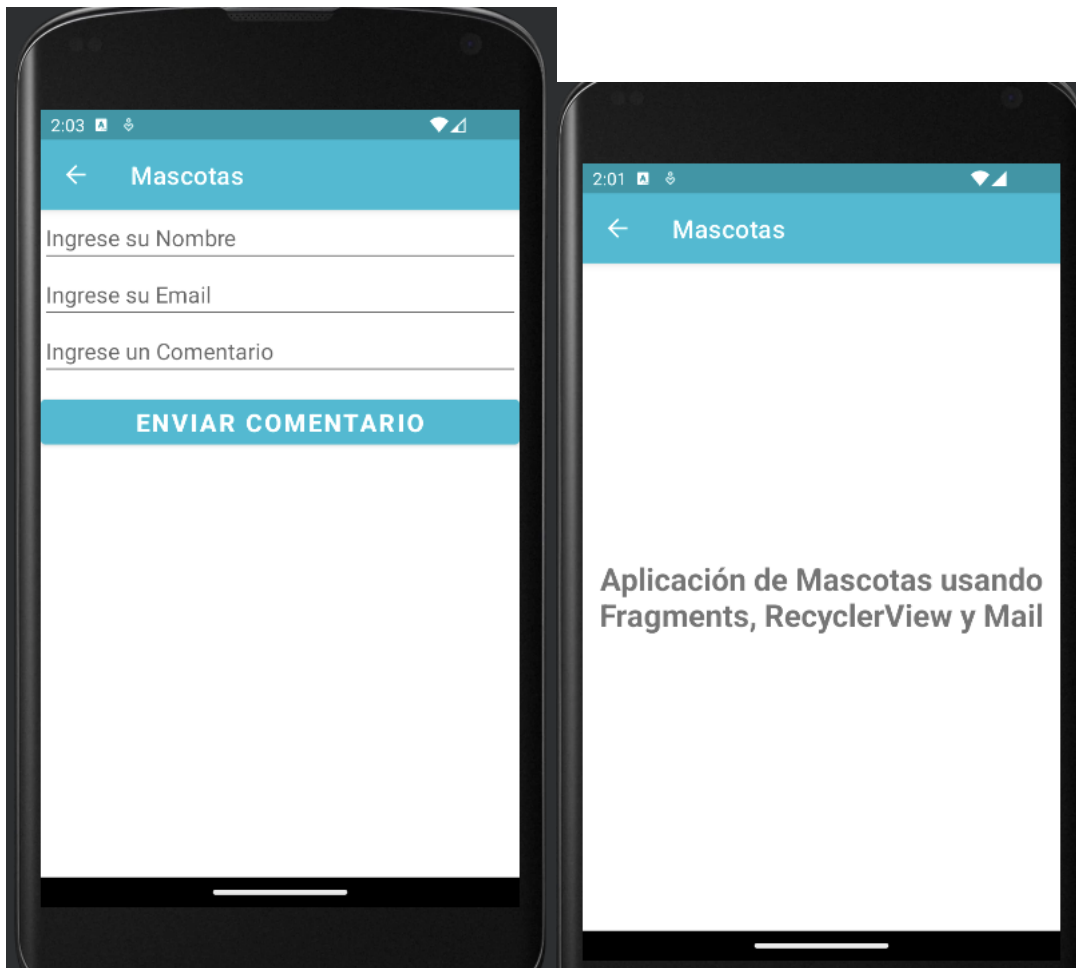 2:03
Mascotas
Ingrese su Nombre
Ingrese su Email
Ingrese un Comentario
ENVIAR COMENTARIO
2:01
Mascotas
Aplicación de Mascotas usando
Fragments, RecyclerView y Mail